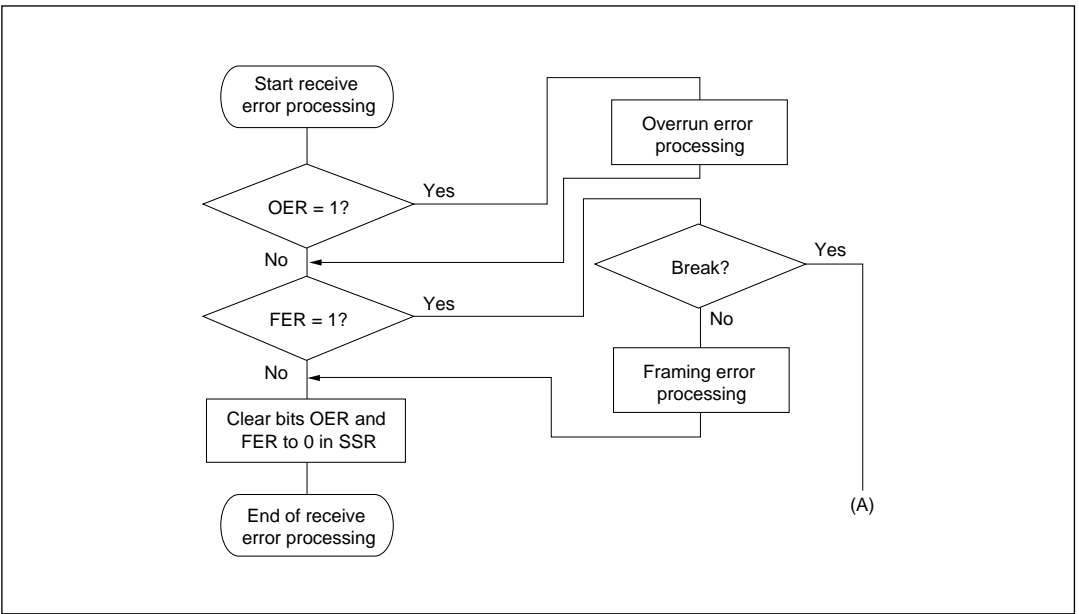 Start receive
error processing
OER = 1?
Yes
No
Overrun error
processing
FER = 1?
Yes
No
Break?
Yes
No
Framing error
processing
(A)
Clear bits OER and
FER to 0 in SSR
End of receive
error processing